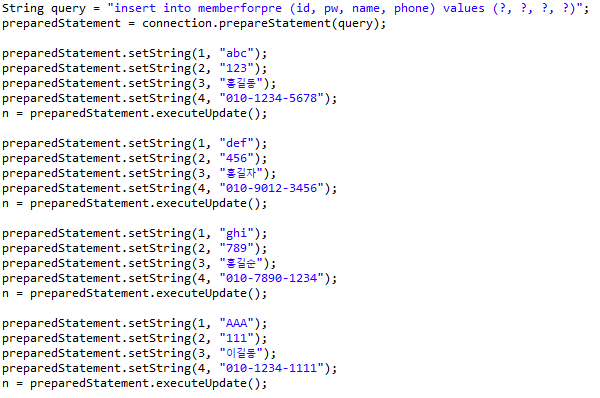 String query = "insert into memberforpre (id, pw, name, phone) values (?, ?, ?, ?)";
preparedStatement = connection.prepareStatement(query);
preparedStatement.setString(1, "abc");
preparedStatement.setString(2, "123");
preparedStatement.setString(3, "홍길동");
preparedStatement.setString(4, "010-1234-5678");
n = preparedStatement.executeUpdate();
preparedStatement.setString(1, "def");
preparedStatement.setString(2, "456");
preparedStatement.setString(3, "홍길자");
preparedStatement.setString(4, "010-9012-3456");
n = preparedStatement.executeUpdate();
preparedStatement.setString(1, "ghi");
preparedStatement.setString(2, "789");
preparedStatement.setString(3, "홍길순");
preparedStatement.setString(4, "010-7890-1234");
n = preparedStatement.executeUpdate();
preparedStatement.setString(1, "AAA");
preparedStatement.setString(2, "111");
preparedStatement.setString(3, "이길동");
preparedStatement.setString(4, "010-1234-1111");
n = preparedStatement.executeUpdate();